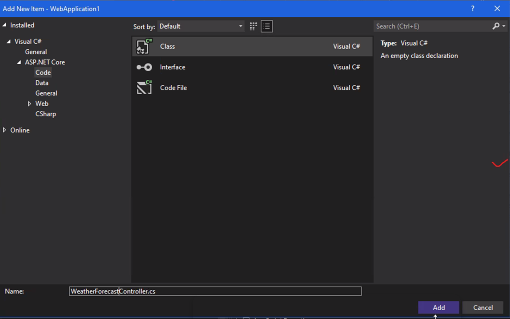 Add New Item - WebApplication1
? 
Installed
Sort by: Default
Search (Ctrl+E)
Visual C#
General
ASP.NET Core
Code
Data
General
Web
CSharp
Online
C# Class Visual C#
Interface Visual C#
C# Code File Visual C#
Type: Visual C#
An empty class declaration
Name: WeatherForecastController.cs
Add Cancel